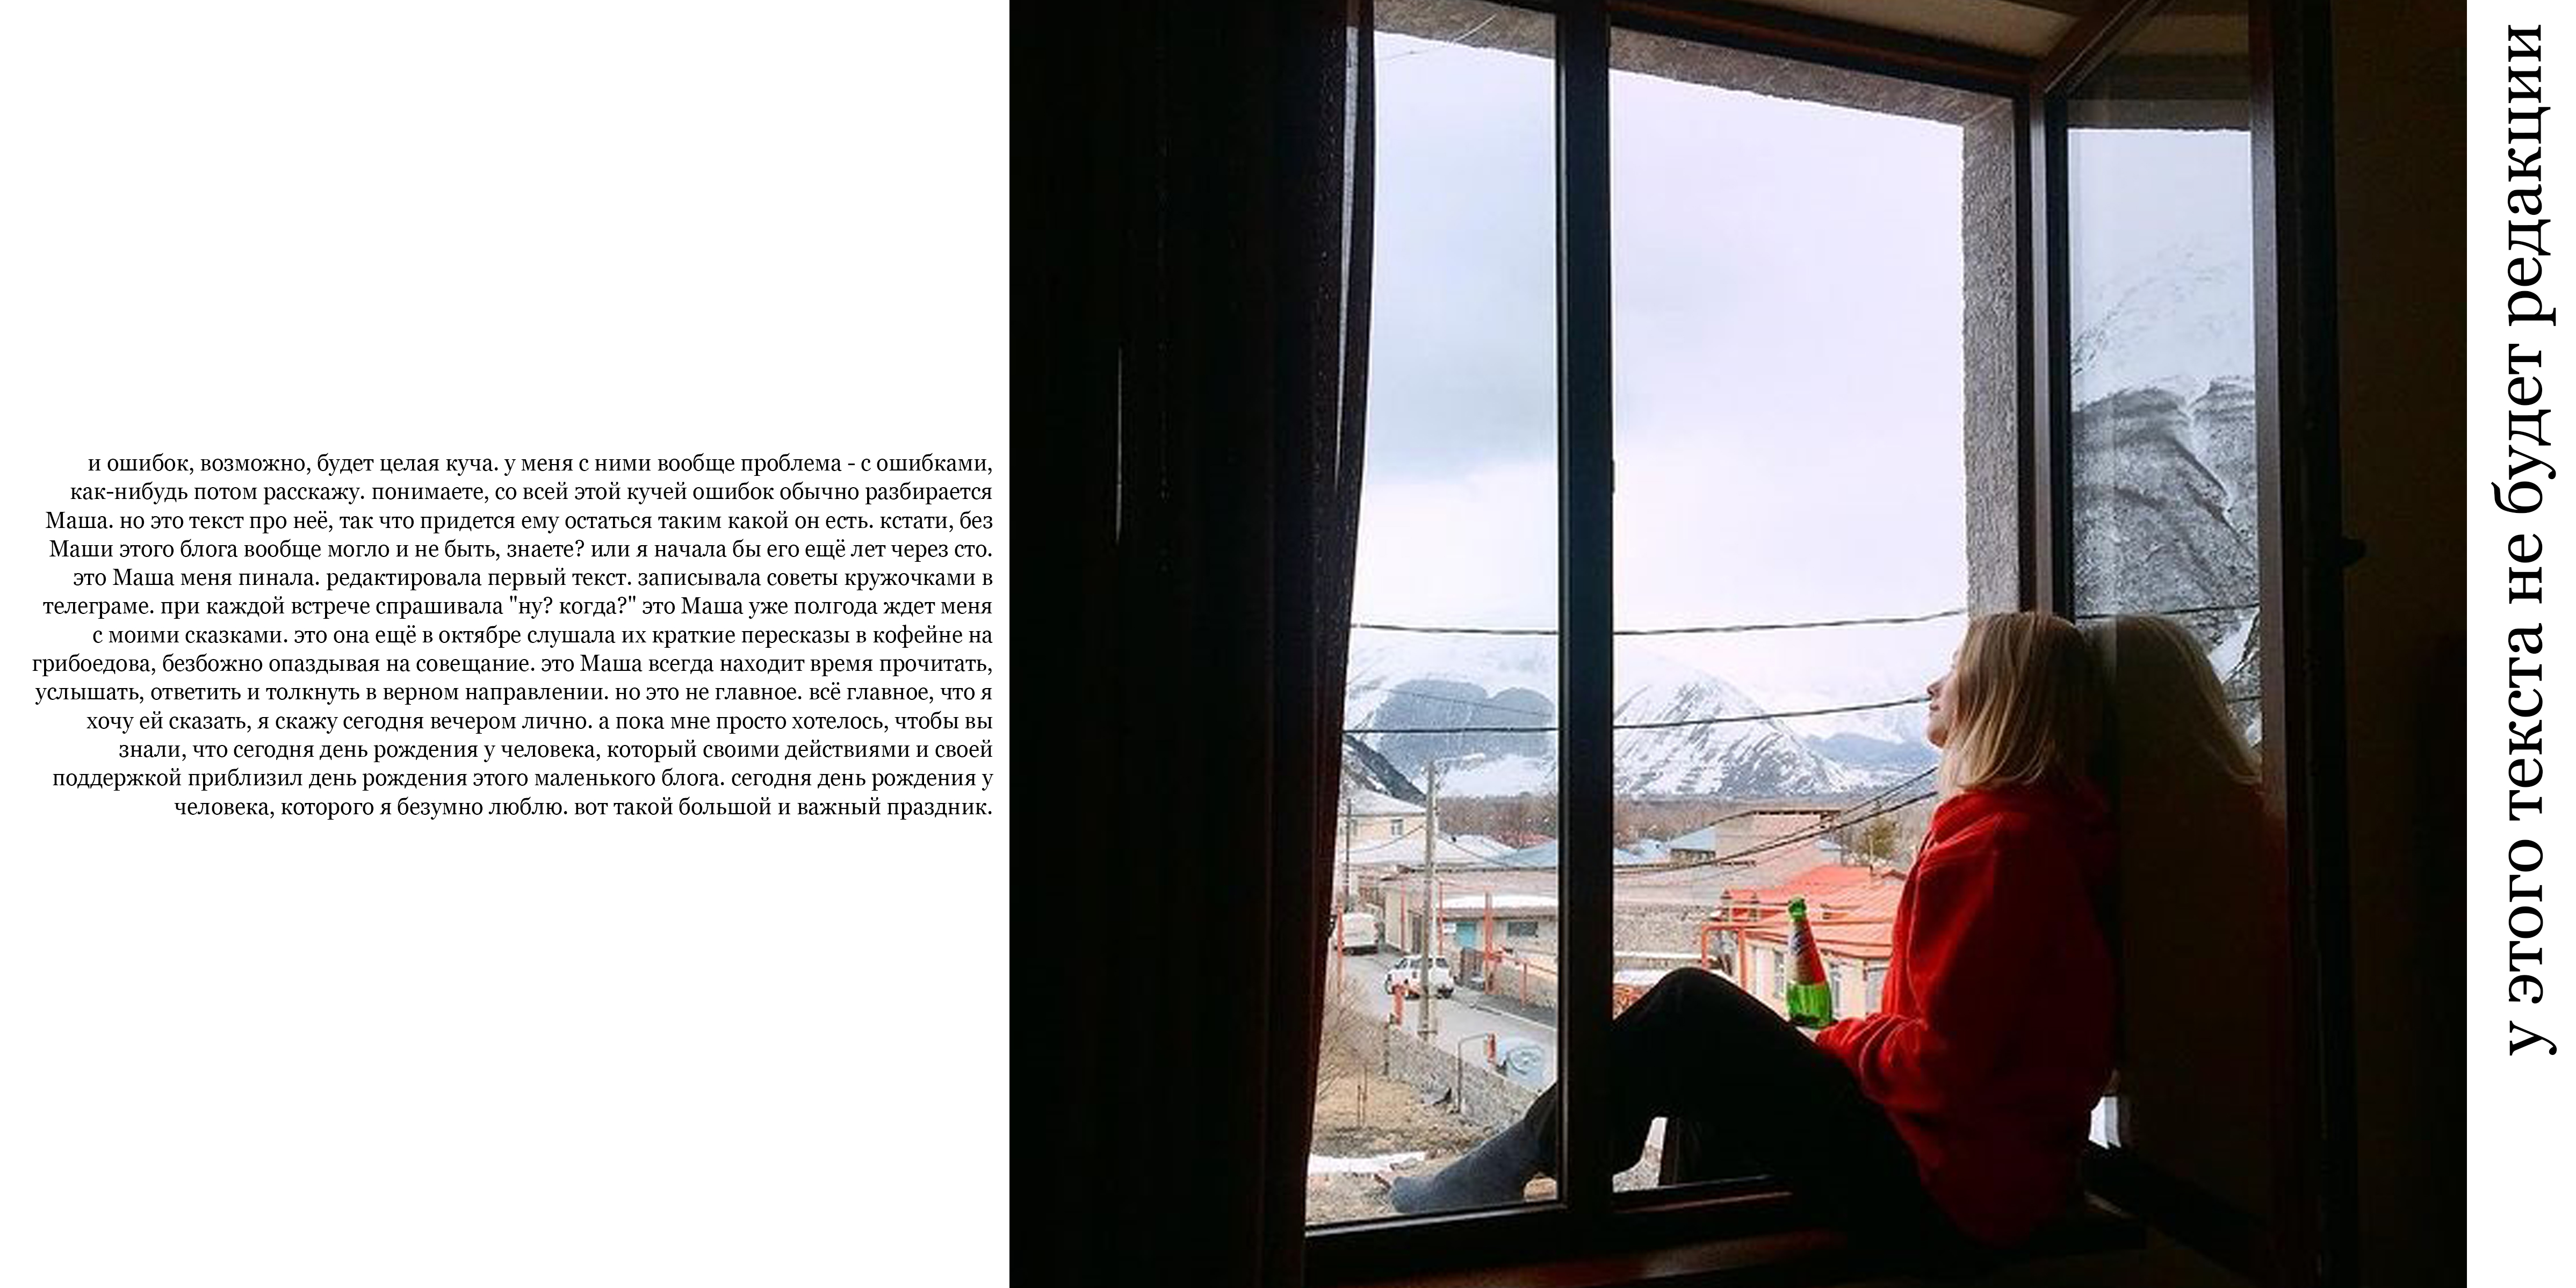 и ошибок, возможно, будет целая куча. у меня с ними вообще проблема - с ошибками,
как-нибудь потом расскажу. понимаете, со всей этой кучей ошибок обычно разбирается
Маша. но это текст про неё, так что придется ему остаться таким какой он есть. кстати, без
Маши этого блога вообще могло и не быть, знаете? или я начала бы его ещё лет через сто.
это Маша меня пинала. редактировала первый текст. записывала советы кружочками в
телеграме. при каждой встрече спрашивала "ну? когда?" это Маша уже полгода ждет меня
с моими сказками. это она ещё в октябре слушала их краткие пересказы в кофейне на
грибоедова, безбожно опаздывая на совещание. это Маша всегда находит время прочитать,
услышать, ответить и толкнуть в верном направлении. но это не главное. всё главное, что я
хочу ей сказать, я скажу сегодня вечером лично. а пока мне просто хотелось, чтобы вы
знали, что сегодня день рождения у человека, который своими действиями и своей
поддержкой приблизил день рождения этого маленького блога. сегодня день рождения у
человека, которого я безумно люблю. вот такой большой и важный праздник.
у этого текста не будет редакции